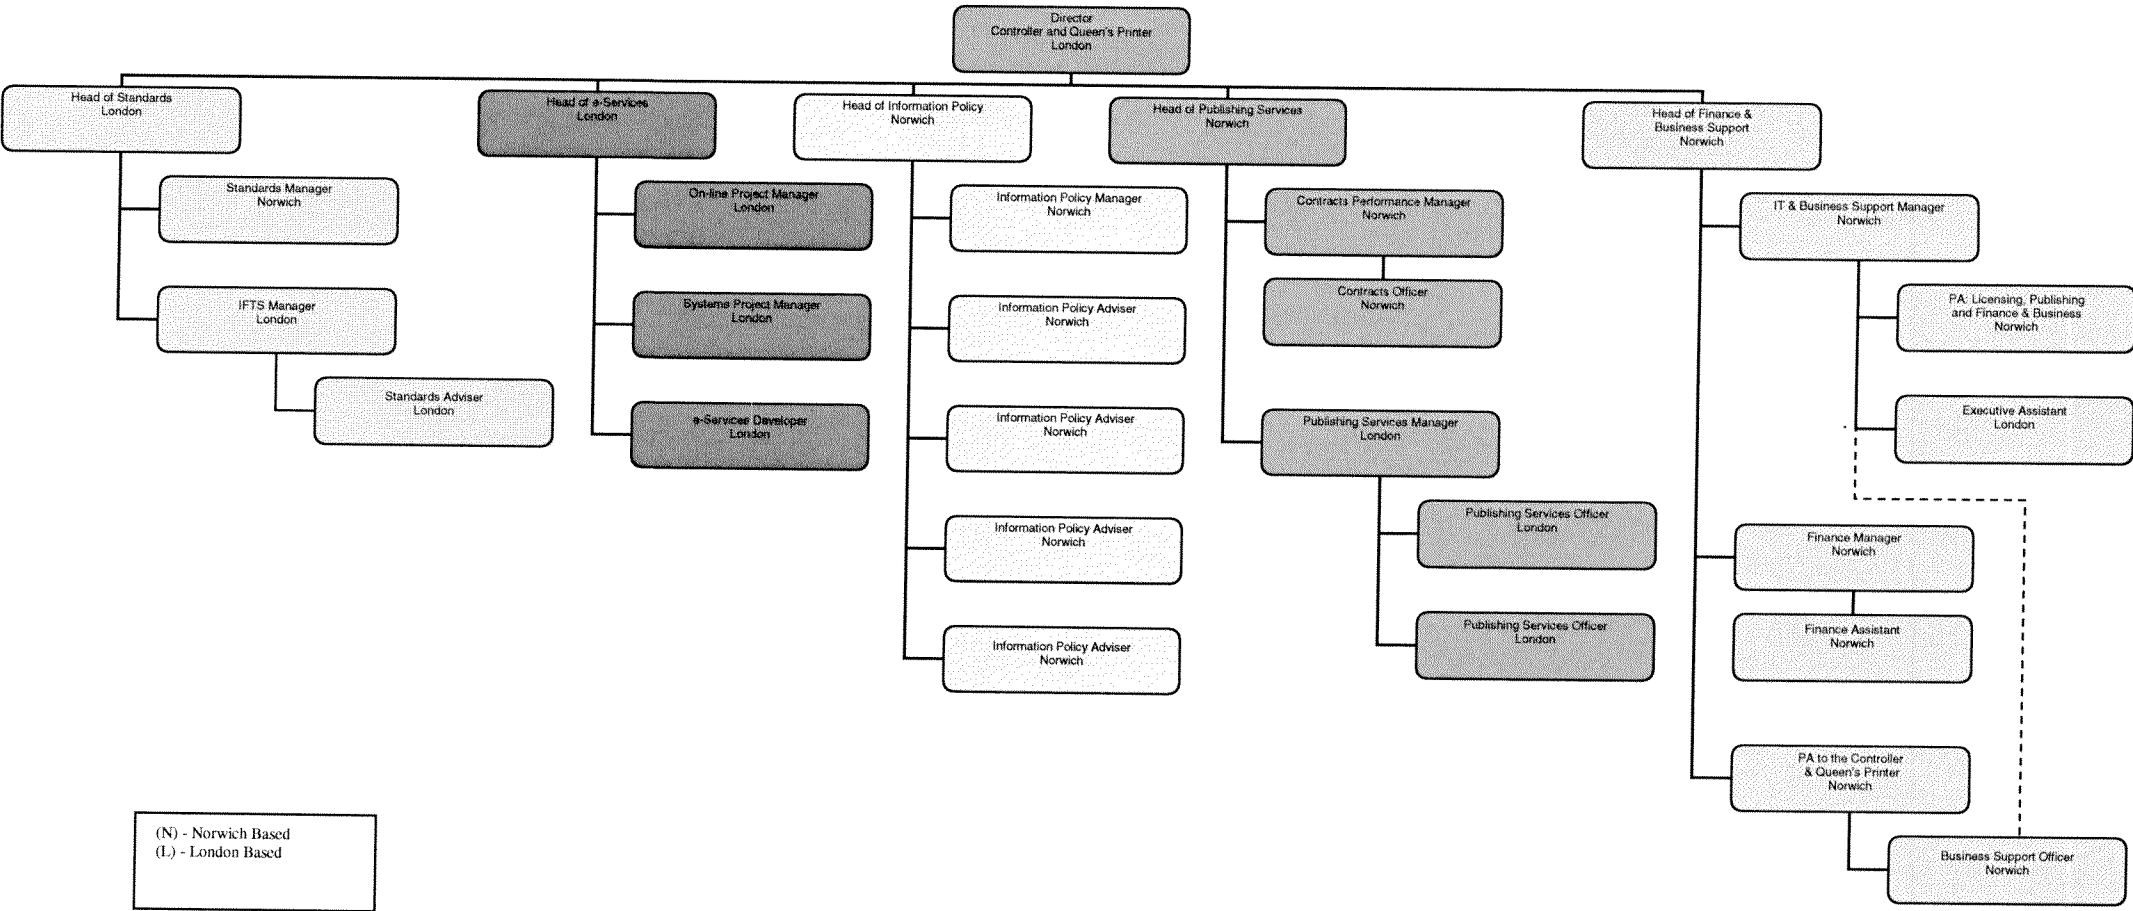 Director
Controller and Queen's Printer
London
Head of Standards
London
Head of e-Services
London
Head of Information Policy
Norwich
Head of Publishing Services
Norwich
Head of Finance &
Business Support
Norwich
Standards Manager
Norwich
IFTS Manager
London
Standards Adviser
London
On-line Project Manager
London
Systems Project Manager
London
e-Services Developer
London
Information Policy Manager
Norwich
Information Policy Adviser
Norwich
Information Policy Adviser
Norwich
Information Policy Adviser
Norwich
Information Policy Adviser
Norwich
Contracts Performance Manager
Norwich
Contracts Officer
Norwich
Publishing Services Manager
London
Publishing Services Officer
London
Publishing Services Officer
London
IT & Business Support Manager
Norwich
PA: Licensing, Publishing
and Finance & Business
Norwich
Executive Assistant
London
Finance Manager
Norwich
Finance Assistant
Norwich
PA to the Controller
& Queen's Printer
Norwich
Business Support Officer
Norwich
(N) - Norwich Based
(L) - London Based